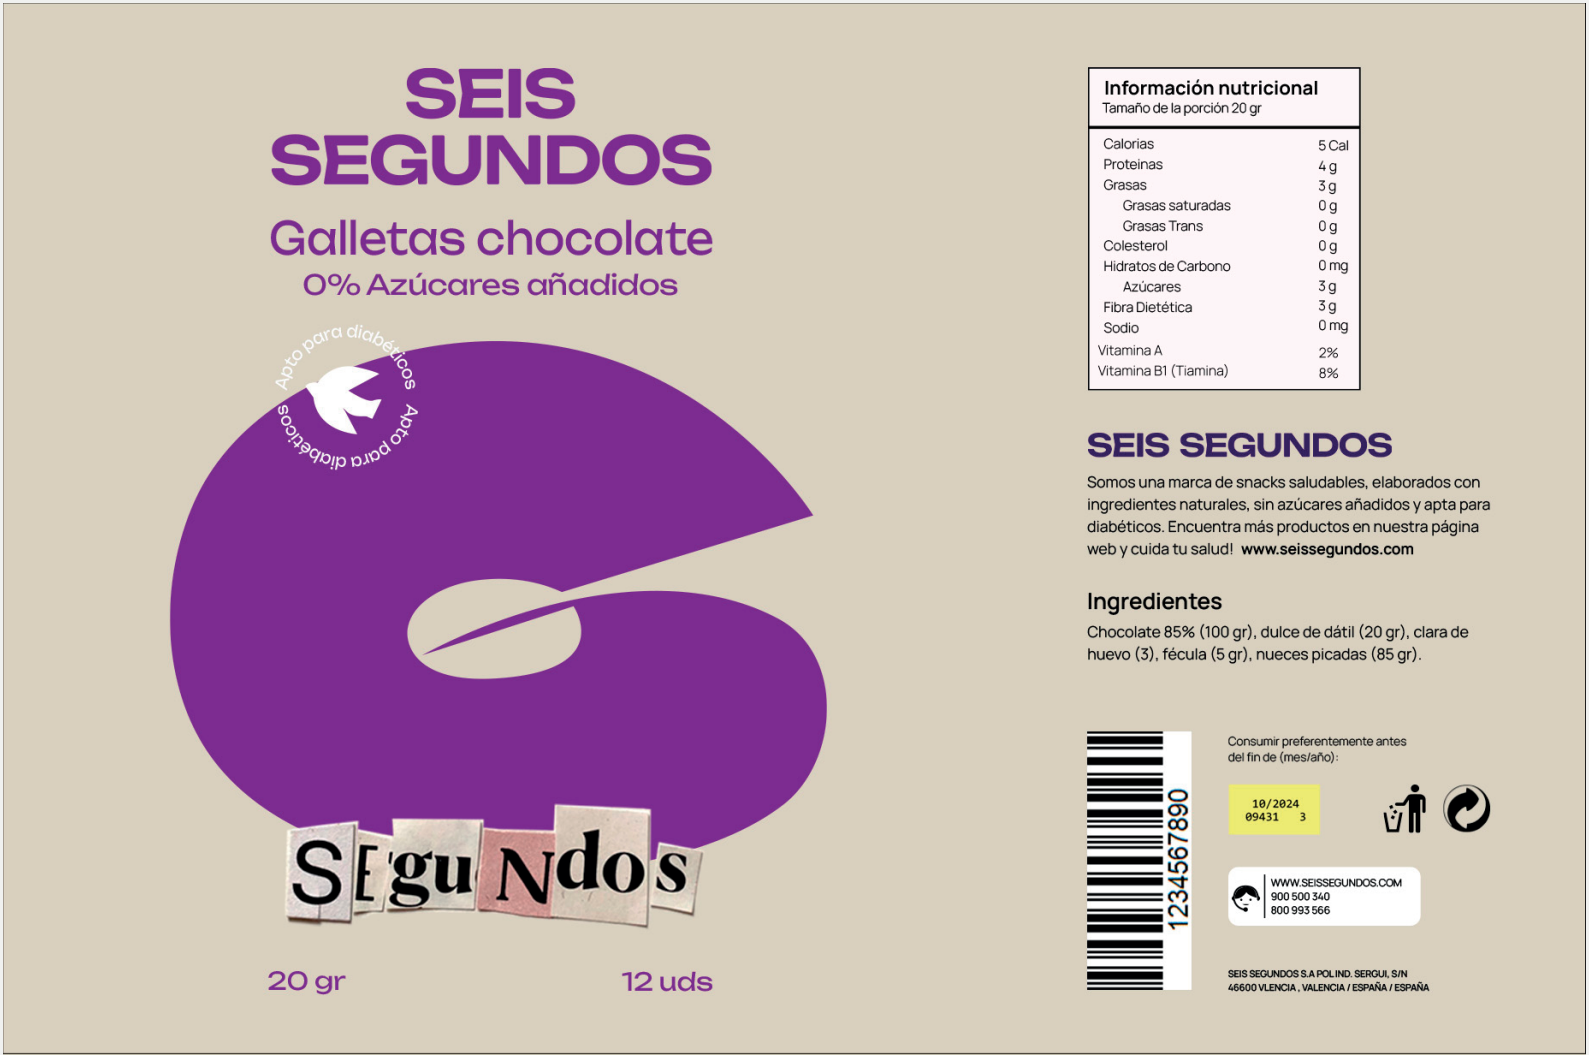 SEIS
SEGUNDOS
Galletas chocolate
0% Azúcares añadidos
Apto para diabéticos Apto para diabéticos
SEguNdos
20 gr 12 uds
Información nutricional
Tamaño de la porción 20 gr
Calorias 5 Cal
Proteinas 4 g
Grasas 3 g
Grasas saturadas 0 g
Grasas Trans 0 g
Colesterol 0 g
Hidratos de Carbono 0 mg
Azúcares 3 g
Fibra Dietética 3 g
Sodio 0 mg
Vitamina A 2%
Vitamina B1 (Tiamina) 8%
SEIS SEGUNDOS
Somos una marca de snacks saludables, elaborados con
ingredientes naturales, sin azúcares añadidos y apta para
diabéticos. Encuentra más productos en nuestra página
web y cuida tu salud! www.seissegundos.com
Ingredientes
Chocolate 85% (100 gr), dulce de dátil (20 gr), clara de
huevo (3), fécula (5 gr), nueces picadas (85 gr).
1234567890
Consumir preferentemente antes
del fin de (mes/año):
10/2024
09431 3
WWW.SEISSEGUNDOS.COM
900 500 340
800 993 566
SEIS SEGUNDOS S.A POL IND. SERGUI, S/N
46600 VLENCIA , VALENCIA / ESPAÑA / ESPAÑA